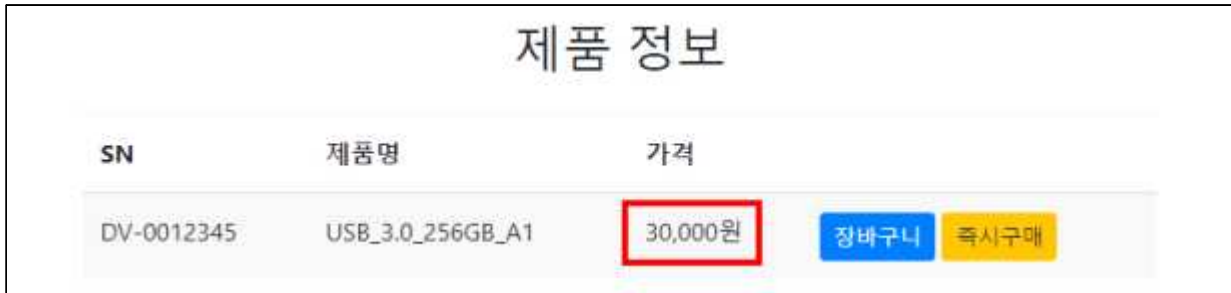 제품 정보
SN 제품명 가격
DV-0012345 USB_3.0_256GB_A1 30,000원 장바구니 즉시구매